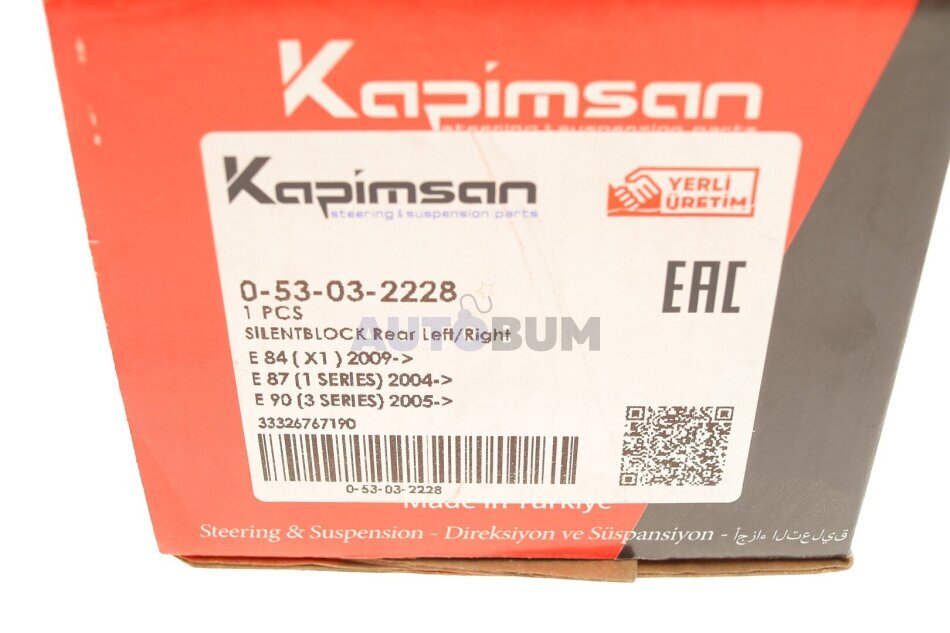 Kapimsan
steering & suspension parts
Kapimsan
steering & suspension parts
YERLİ
ÜRETİM
EAC
0-53-03-2228
1 PCS
SILENTBLOCK Rear Left/Right
AUTOBUM
E 84 ( X1 ) 2009->
E 87 (1 SERIES) 2004->
E 90 (3 SERIES) 2005->
33326767190
0-53-03-2228
Made in Türkiye
Steering & Suspension - Direksiyon ve Süspansiyon - أجزاء التعليق